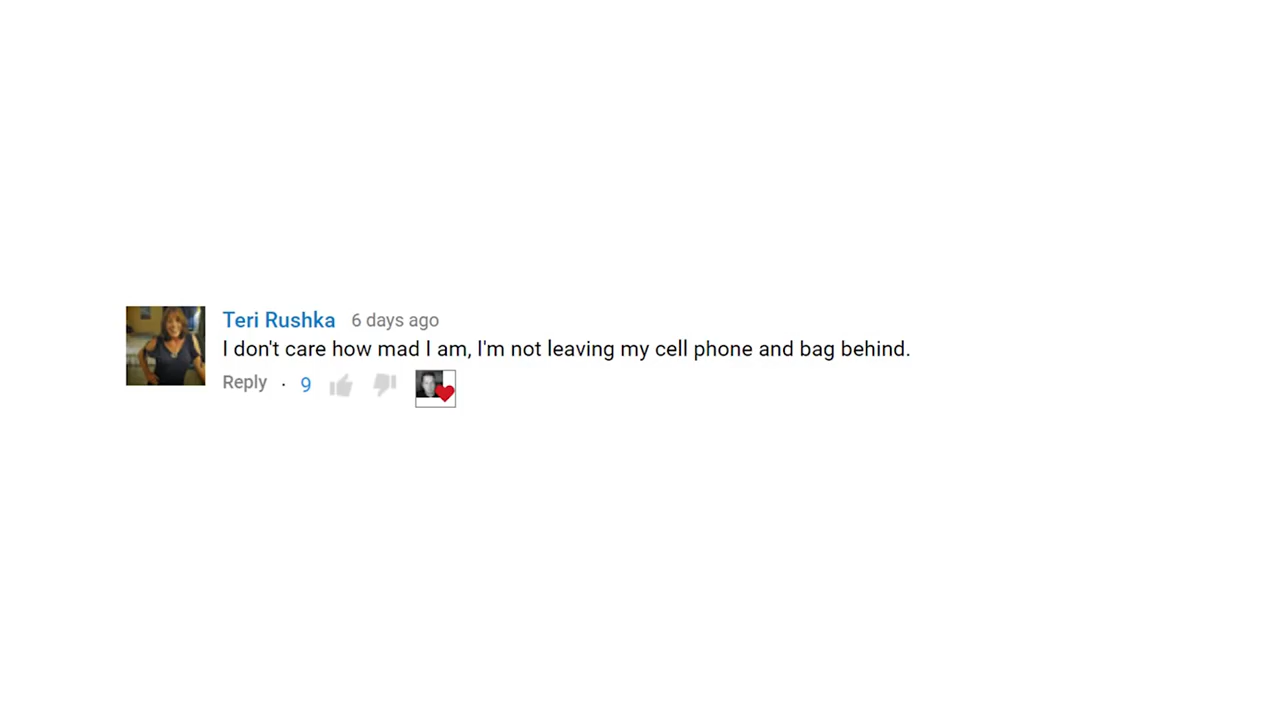 Teri Rushka 6 days ago
I don't care how mad I am, I'm not leaving my cell phone and bag behind.
Reply · 9